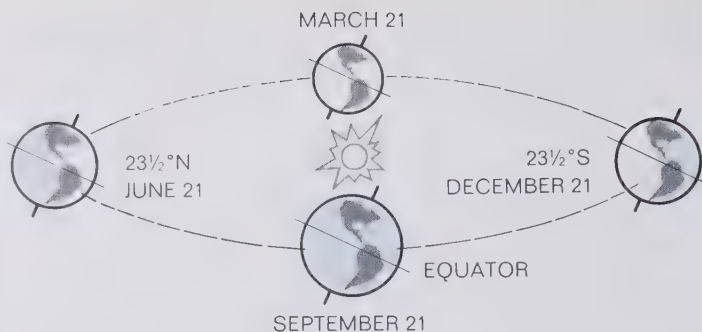 MARCH 21
23½°N
JUNE 21
23½°S
DECEMBER 21
EQUATOR
SEPTEMBER 21